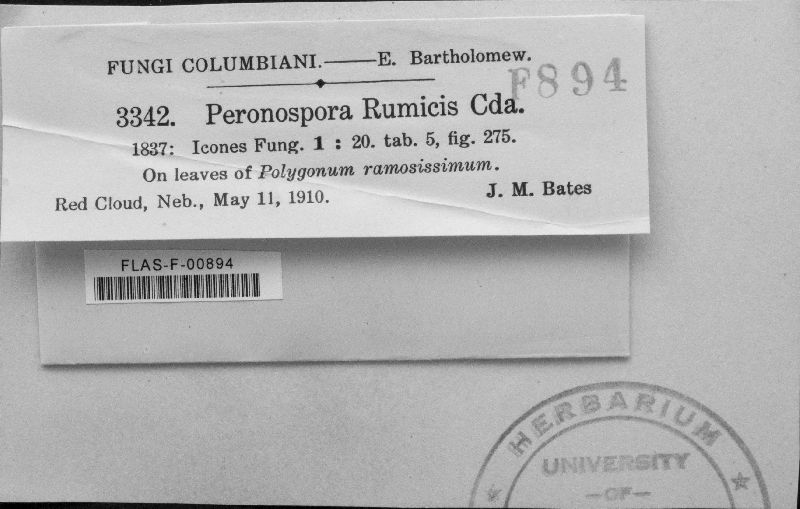 FUNGI COLUMBIANI.——E. Bartholomew.
F894
3342. Peronospora Rumicis Cda.
1837: Icones Fung. 1 : 20. tab. 5, fig. 275.
On leaves of Polygonum ramosissimum.
Red Cloud, Neb., May 11, 1910. J. M. Bates
FLAS-F-00894
HERBARIUM
UNIVERSITY
—OF—